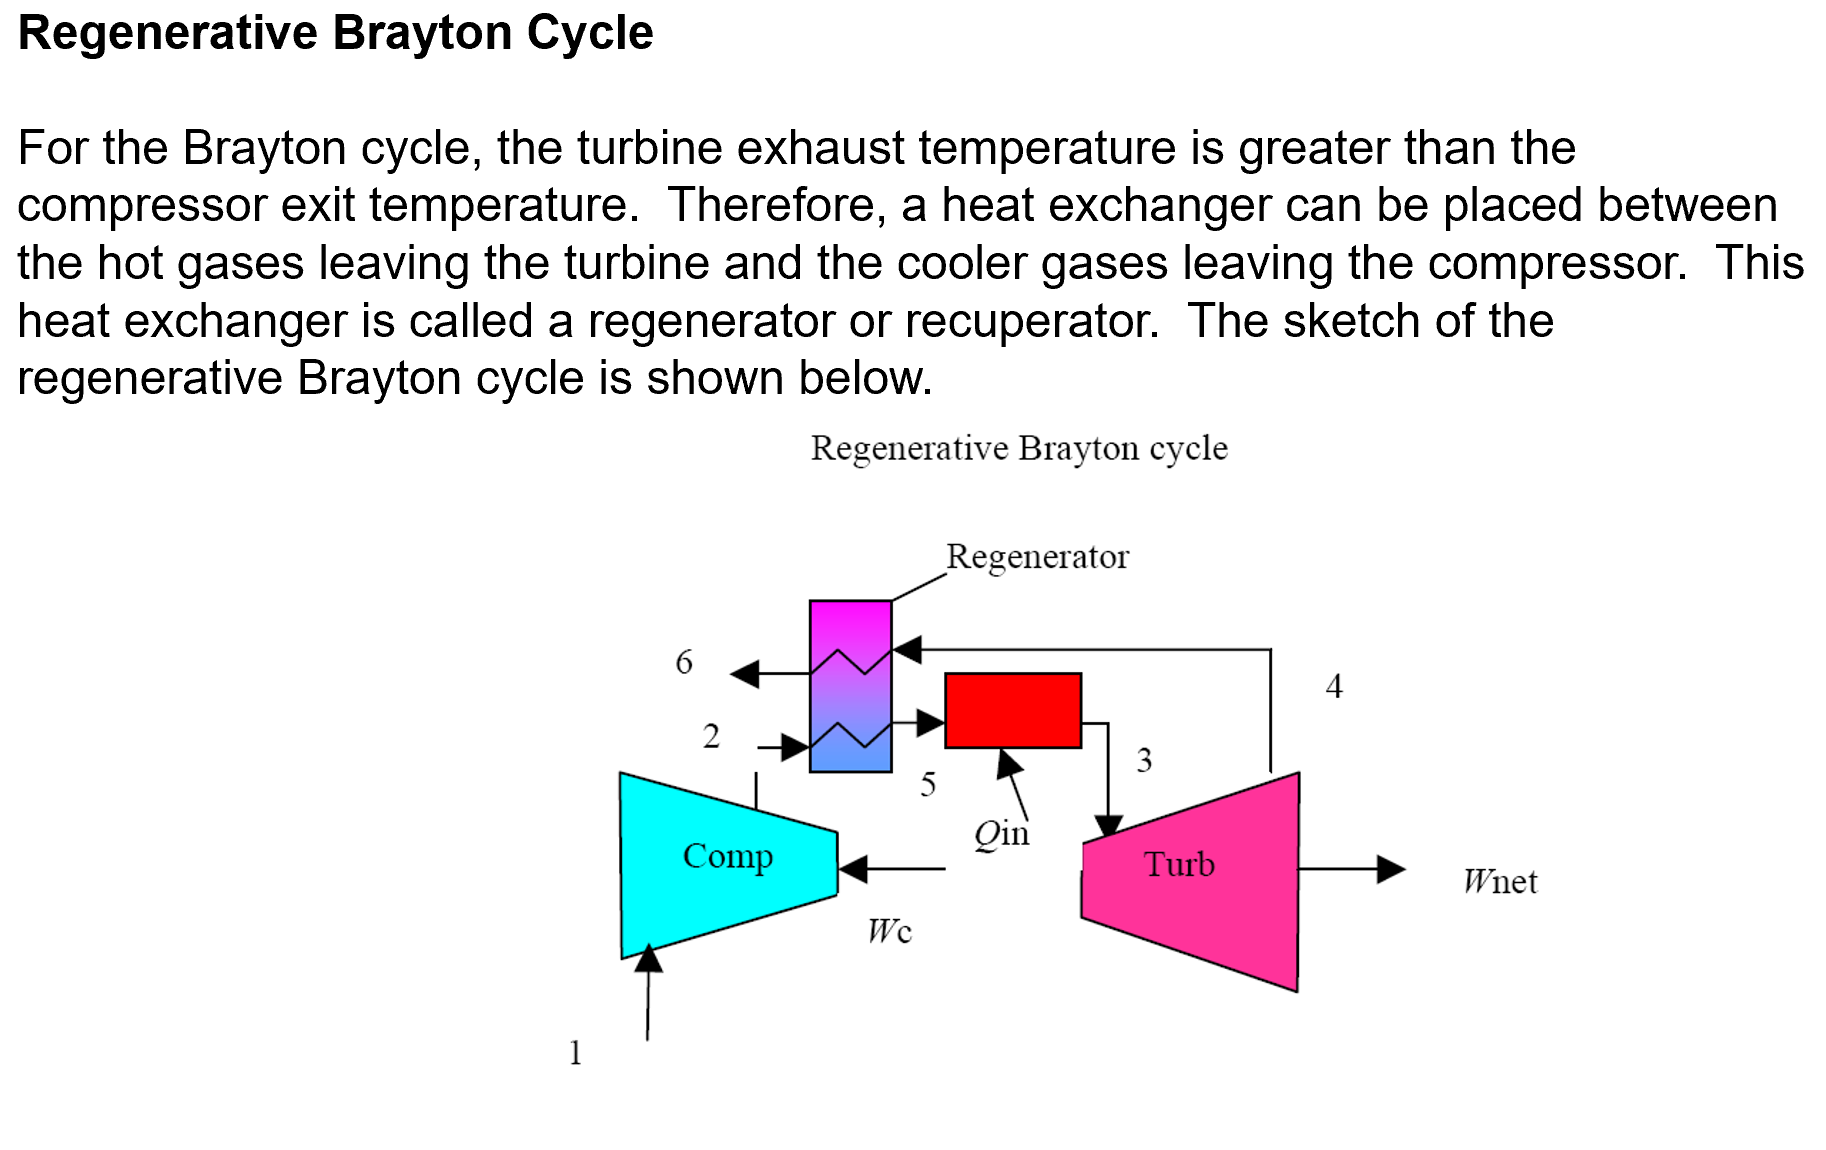 Regenerative Brayton Cycle
For the Brayton cycle, the turbine exhaust temperature is greater than the
compressor exit temperature.  Therefore, a heat exchanger can be placed between
the hot gases leaving the turbine and the cooler gases leaving the compressor.  This
heat exchanger is called a regenerator or recuperator.  The sketch of the
regenerative Brayton cycle is shown below.
Regenerative Brayton cycle
Regenerator
6
4
2
3
5
Qin
Comp
Turb
Wnet
Wc
1